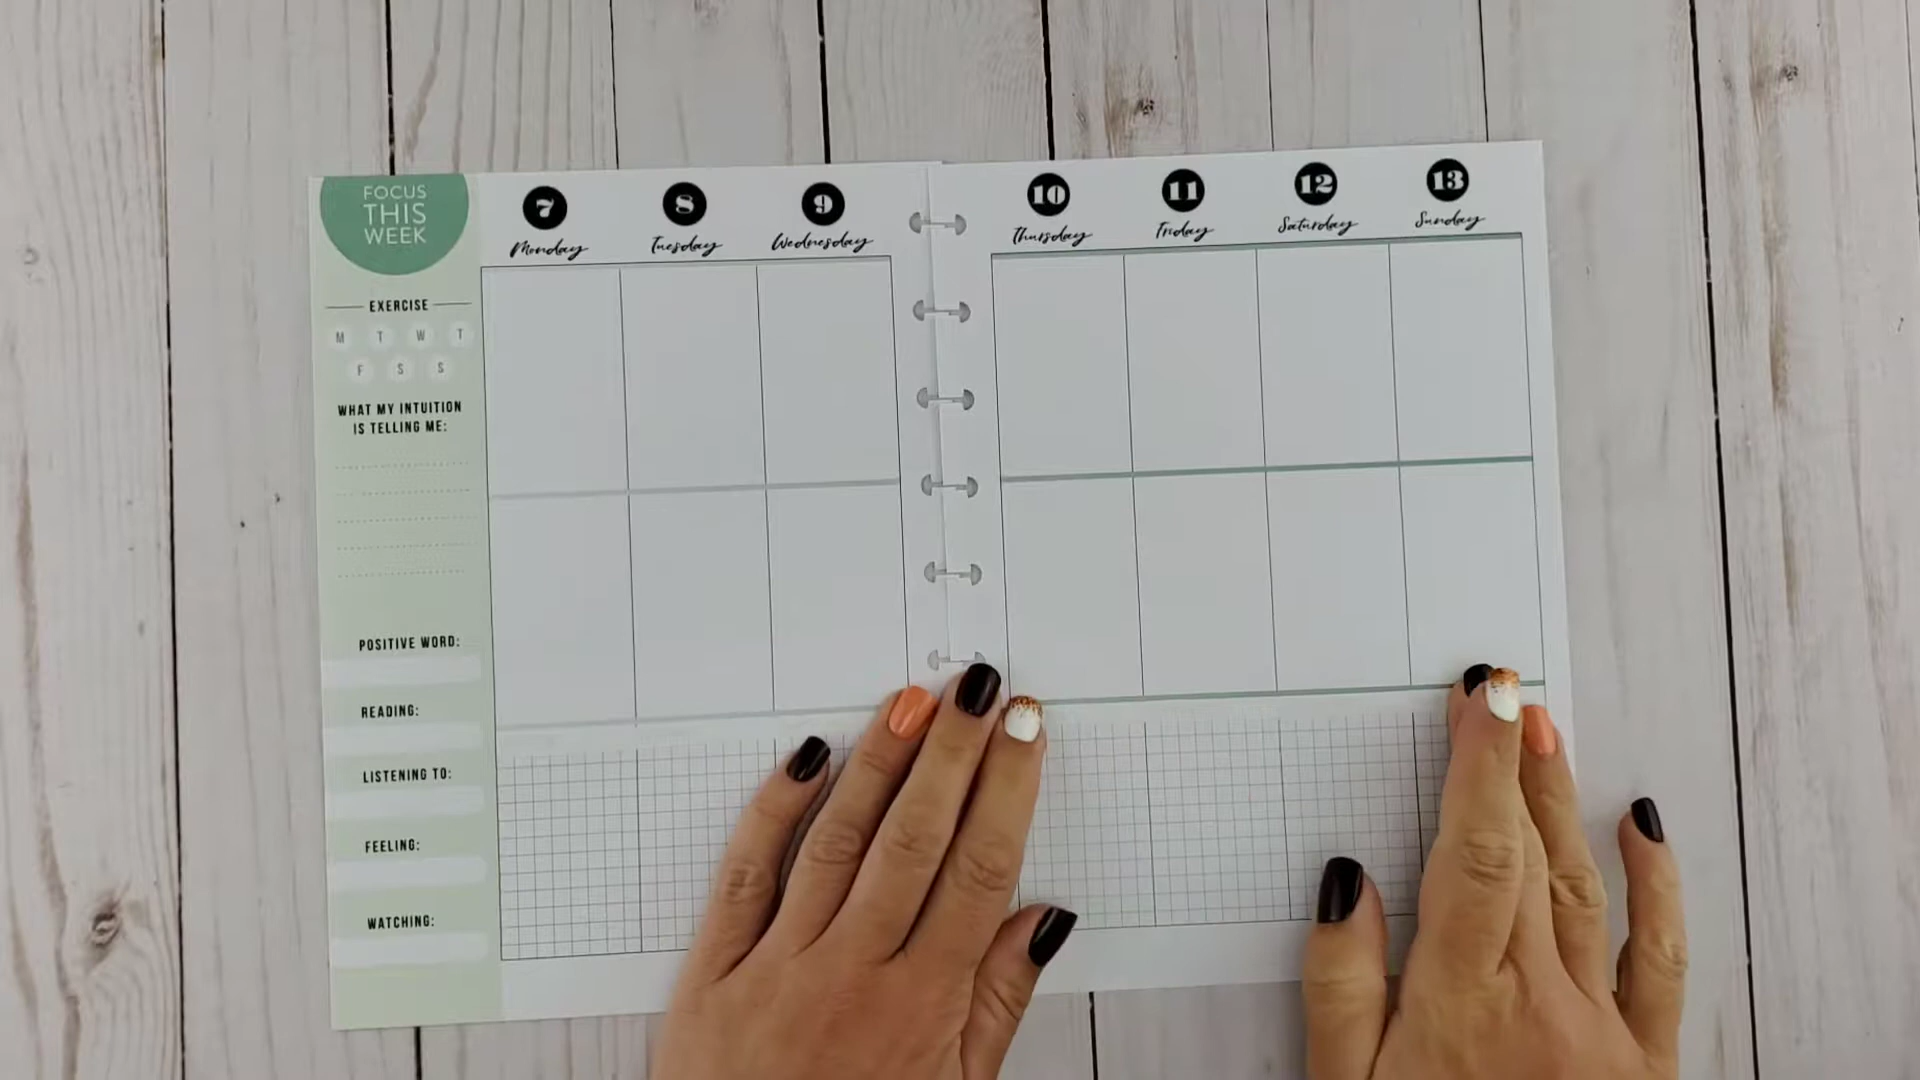 FOCUS
THIS
WEEK
EXERCISE
M T W T
F S S
WHAT MY INTUITION
IS TELLING ME:
POSITIVE WORD:
READING:
LISTENING TO:
FEELING:
WATCHING:
7 8 9 10 11 12 13
Monday Tuesday Wednesday Thursday Friday Saturday Sunday